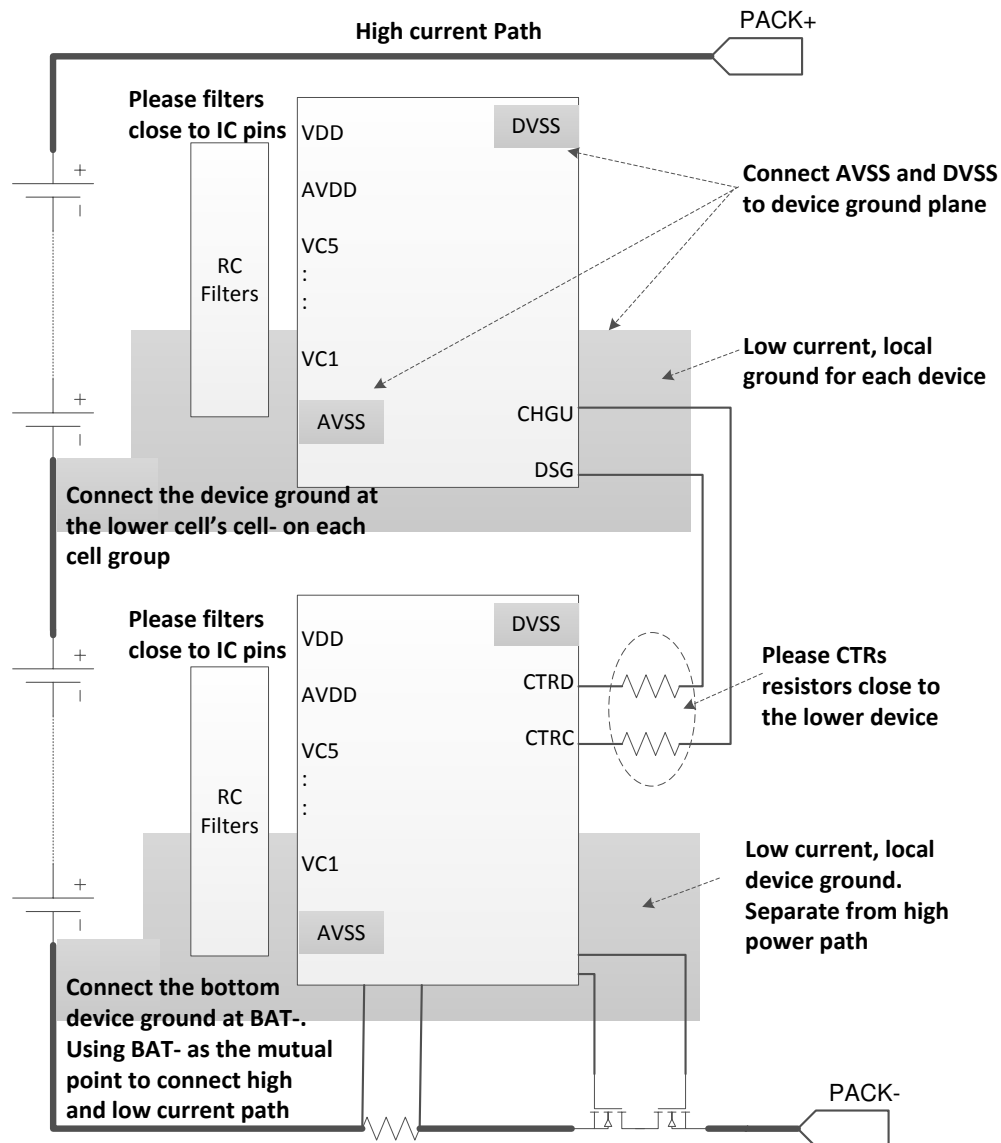 PACK+
High current Path
Please filters
close to IC pins
VDD
DVSS
AVDD
Connect AVSS and DVSS
to device ground plane
VC5
:
:
RC
Filters
VC1
Low current, local
ground for each device
CHGU
AVSS
DSG
Connect the device ground at
the lower cell's cell- on each
cell group
Please filters
close to IC pins
VDD
DVSS
AVDD
CTRD
Please CTRs
resistors close to
the lower device
CTRC
VC5
:
:
RC
Filters
VC1
Low current, local
device ground.
Separate from high
power path
AVSS
Connect the bottom
device ground at BAT-.
Using BAT- as the mutual
point to connect high
and low current path
PACK-